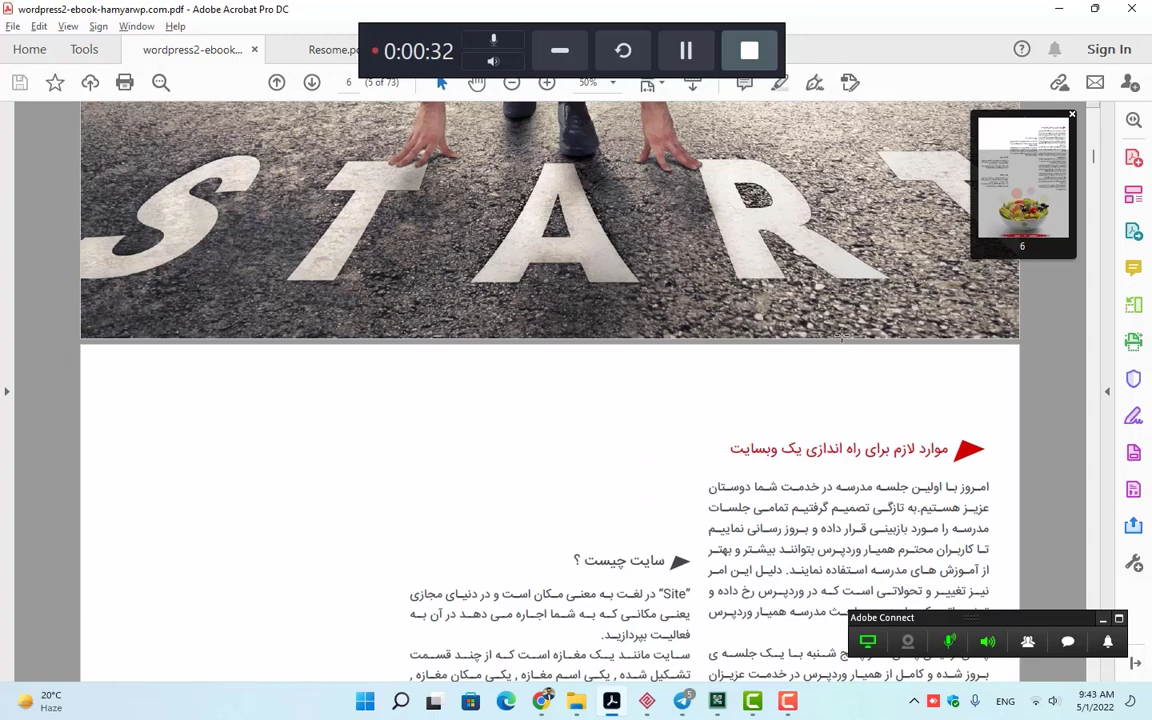 wordpress2-ebook-hamyarwp.com.pdf - Adobe Acrobat Pro DC
File Edit View Sign Window Help
Home Tools wordpress2-ebook... Resome.p Sign In
0:00:32
6 (5 of 73) 50%
START
6
موارد لازم برای راه اندازی یک وبسایت
امروز با اولین جلسه مدرسه در خدمت شما دوستان
عزیز هستیم.به تازگی تصمیم گرفتیم تمامی جلسات
مدرسه را مورد بازبینی قرار داده و بروز رسانی نماییم
تا کاربران محترم همیار وردپرس بتوانند بیشتر و بهتر
از آموزش های مدرسه استفاده نمایند. دلیل این امر
نیز تغییر و تحولاتی است که در وردپرس رخ داده و
مدرسه همیار وردپرس
شنبه با یک جلسه ی
بروز شده و کامل از همیار وردپرس در خدمت عزیزان
سایت چیست ؟
"Site" در لغت به معنی مکان است و در دنیای مجازی
یعنی مکانی که به شما اجاره می دهد در آن به
فعالیت بپردازید.
سایت مانند یک مغازه است که از چند قسمت
تشکیل شده , یکی اسم مغازه , یکی مکان مغازه ,
Adobe Connect
20°C
Haze
5
ENG
9:43 AM
5/1/2022